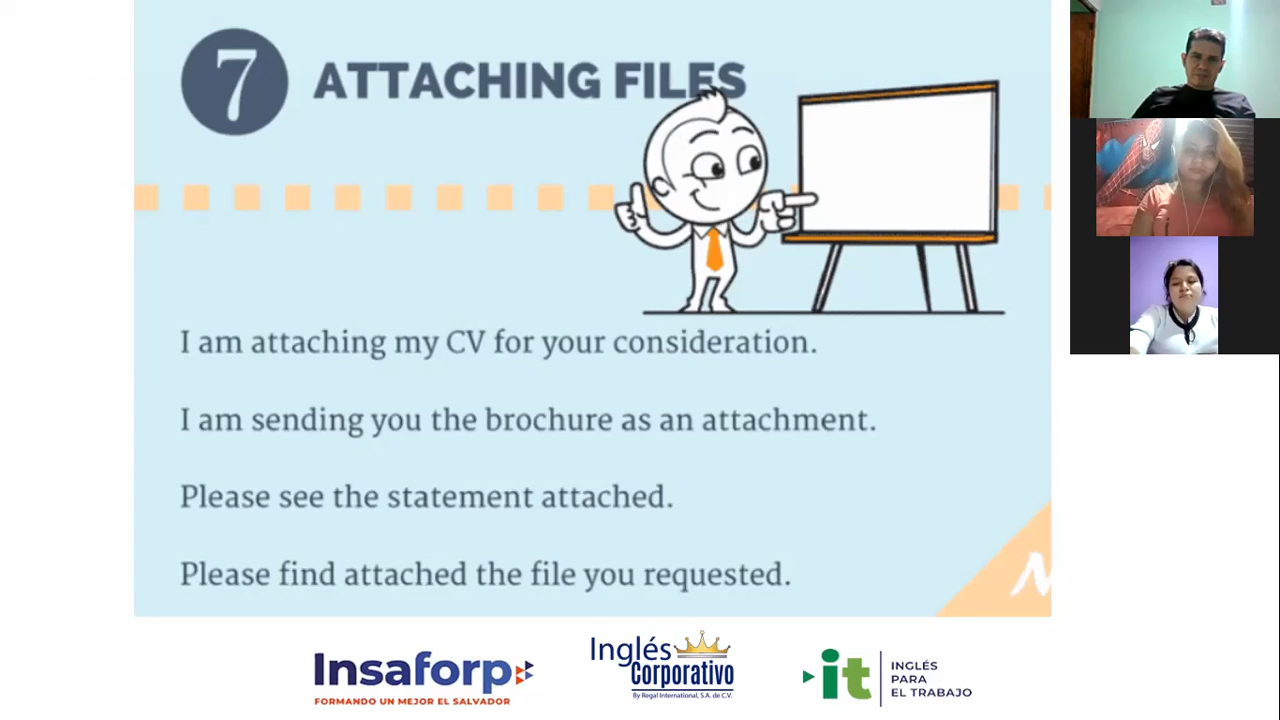 7 ATTACHING FILES
I am attaching my CV for your consideration.
I am sending you the brochure as an attachment.
Please see the statement attached.
Please find attached the file you requested.
Insaforp
FORMANDO UN MEJOR EL SALVADOR
Inglés
Corporativo
By Regal International, S.A. de C.V.
it
INGLÉS
PARA
EL TRABAJO